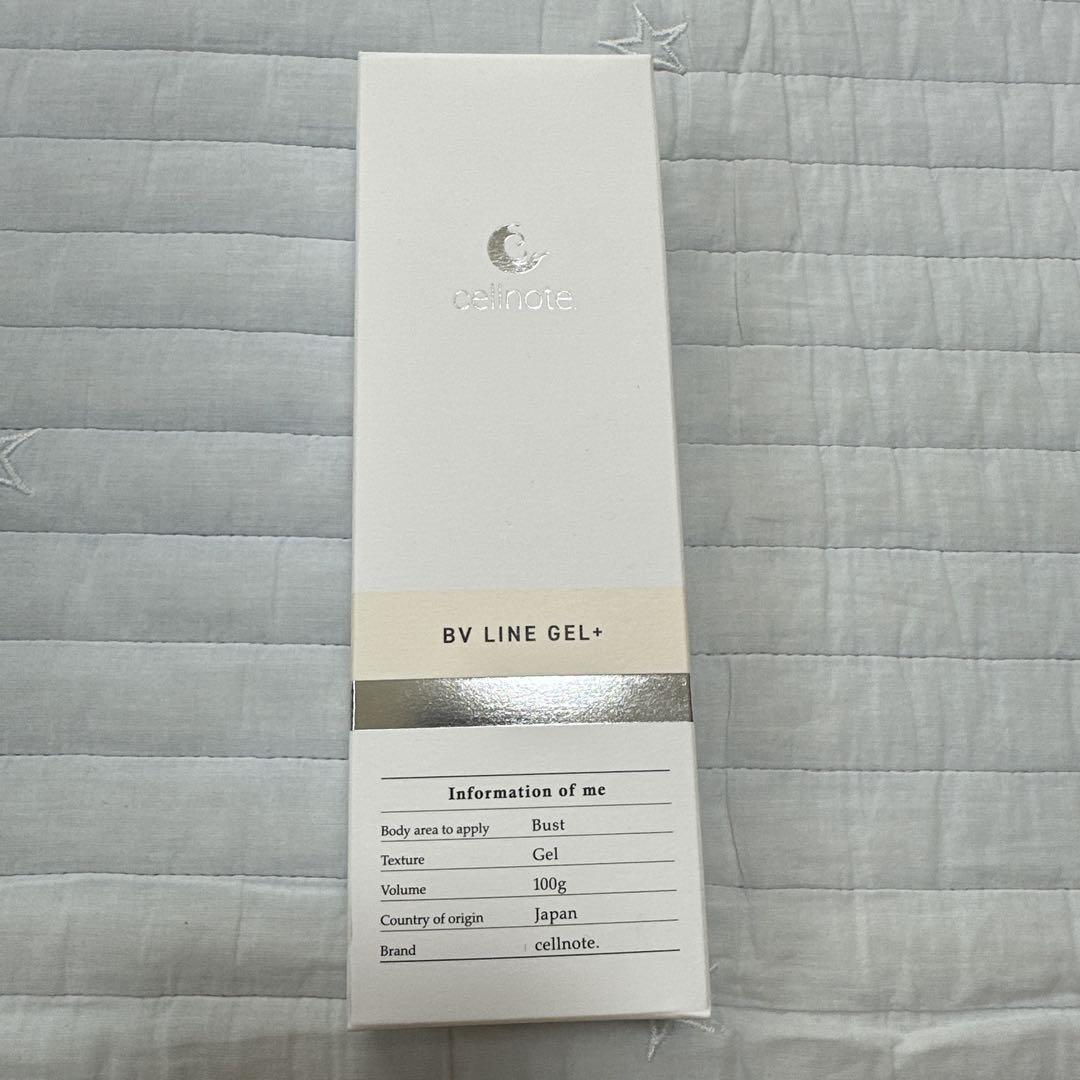 cellnote.
BV LINE GEL+
Information of me
Body area to apply Bust
Texture Gel
Volume 100g
Country of origin Japan
Brand cellnote.